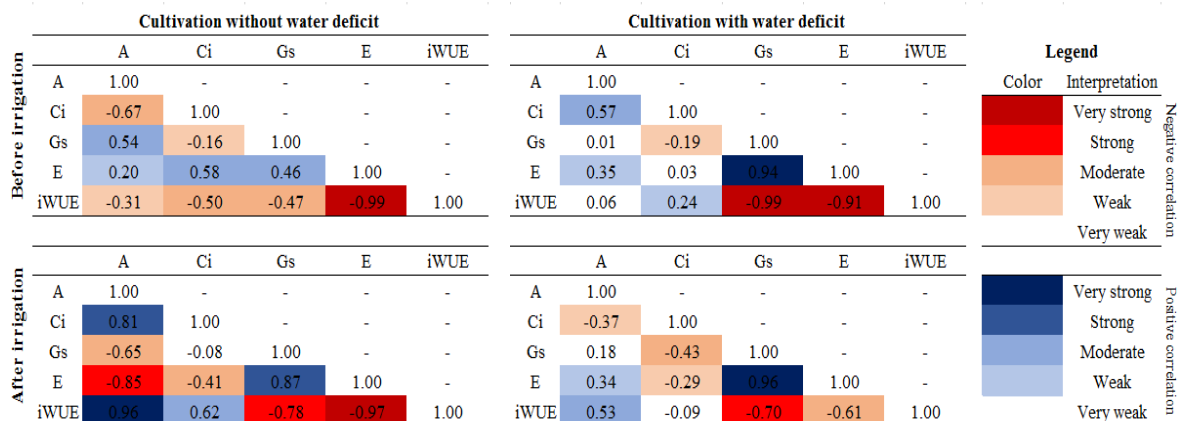 Cultivation without water deficit Cultivation with water deficit
A Ci Gs E iWUE A Ci Gs E iWUE Legend
A 1.00 - - - - A 1.00 - - - - Color Interpretation
Ci -0.67 1.00 - - - Ci 0.57 1.00 - - - Very strong
Gs 0.54 -0.16 1.00 - - Gs 0.01 -0.19 1.00 - - Strong
E 0.20 0.58 0.46 1.00 - E 0.35 0.03 0.94 1.00 - Moderate
iWUE -0.31 -0.50 -0.47 -0.99 1.00 iWUE 0.06 0.24 -0.99 -0.91 1.00 Weak
Very weak
Before irrigation
Negative correlation
A Ci Gs E iWUE A Ci Gs E iWUE
A 1.00 - - - - A 1.00 - - - - Very strong
Ci 0.81 1.00 - - - Ci -0.37 1.00 - - - Strong
Gs -0.65 -0.08 1.00 - - Gs 0.18 -0.43 1.00 - - Moderate
E -0.85 -0.41 0.87 1.00 - E 0.34 -0.29 0.96 1.00 - Weak
iWUE 0.96 0.62 -0.78 -0.97 1.00 iWUE 0.53 -0.09 -0.70 -0.61 1.00 Very weak
After irrigation
Positive correlation